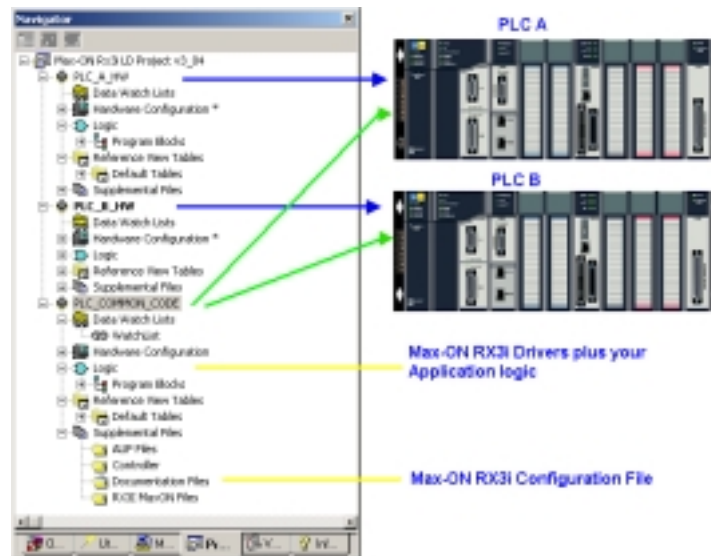 Navigator
Max-ON Rx3i LD Project v3_04
PLC_A_HW
Data Watch Lists
Hardware Configuration *
Logic
Program Blocks
Reference View Tables
Default Tables
Supplemental Files
PLC_B_HW
Data Watch Lists
Hardware Configuration *
Logic
Reference View Tables
Supplemental Files
PLC_COMMON_CODE
Data Watch Lists
WatchList
Hardware Configuration
Logic
Program Blocks
Reference View Tables
Default Tables
Supplemental Files
AUP Files
Controller
Documentation Files
MaxON Files
O...
Ut...
M...
Pr...
V...
Inf...
PLC A
PLC B
Max-ON RX3i Drivers plus your
Application logic
Max-ON RX3i Configuration File